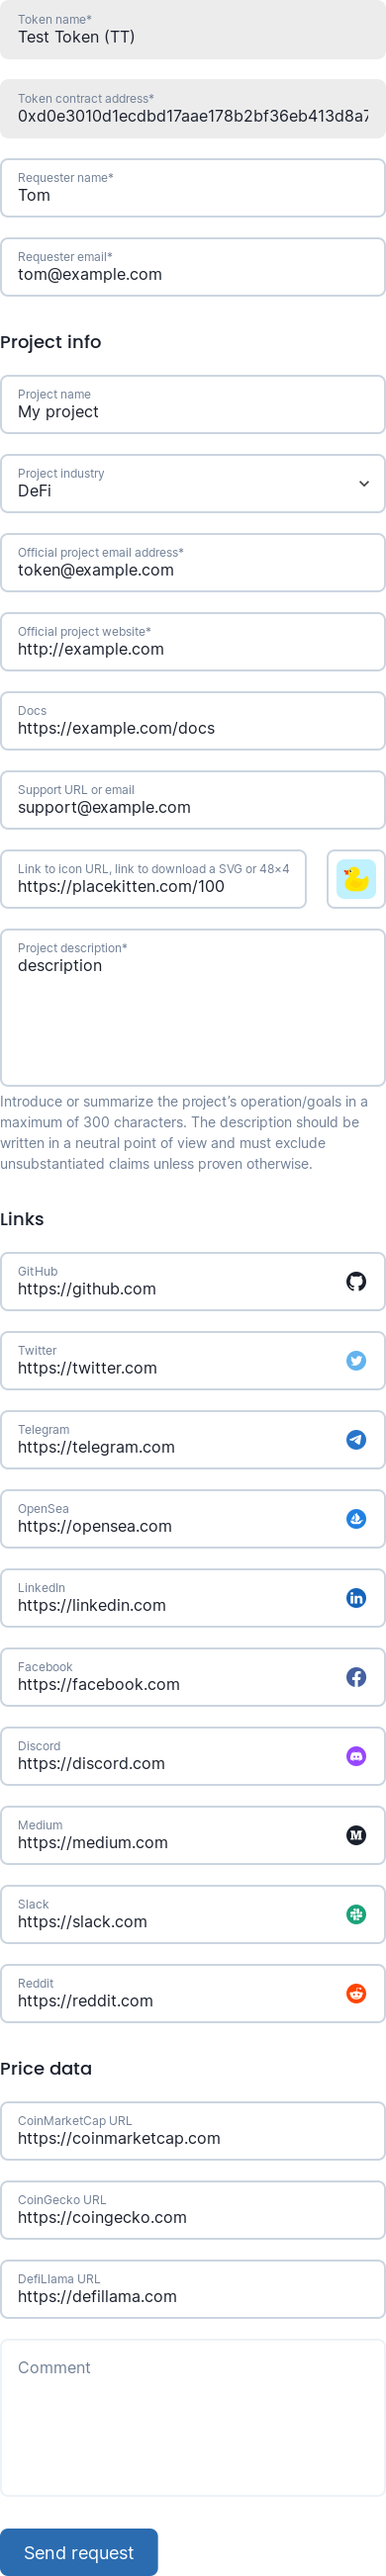 Token name*
Test Token (TT)
Token contract address*
0xd0e3010d1ecdbd17aae178b2bf36eb413d8a7
Requester name*
Tom
Requester email*
tom@example.com
Project info
Project name
My project
Project industry
DeFi
Official project email address*
token@example.com
Official project website*
http://example.com
Docs
https://example.com/docs
Support URL or email
support@example.com
Link to icon URL, link to download a SVG or 48×4
https://placekitten.com/100
Project description*
description
Introduce or summarize the project’s operation/goals in a
maximum of 300 characters. The description should be
written in a neutral point of view and must exclude
unsubstantiated claims unless proven otherwise.
Links
GitHub
https://github.com
Twitter
https://twitter.com
Telegram
https://telegram.com
OpenSea
https://opensea.com
LinkedIn
https://linkedin.com
Facebook
https://facebook.com
Discord
https://discord.com
Medium
https://medium.com
Slack
https://slack.com
Reddit
https://reddit.com
Price data
CoinMarketCap URL
https://coinmarketcap.com
CoinGecko URL
https://coingecko.com
DefiLlama URL
https://defillama.com
Comment
Send request